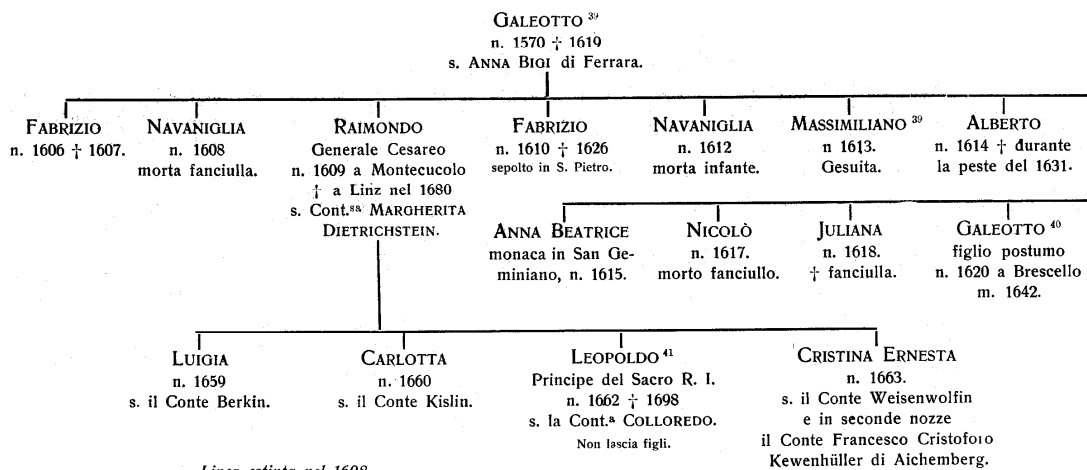 GALEOTTO 39
n. 1570 † 1619
s. ANNA BIGI di Ferrara.
FABRIZIO
n. 1606 † 1607.
NAVANIGLIA
n. 1608
morta fanciulla.
RAIMONDO
Generale Cesareo
n. 1609 a Montecucolo
† a Linz nel 1680
s. Cont.ssa MARGHERITA
DIETRICHSTEIN.
FABRIZIO
n. 1610 † 1626
sepolto in S. Pietro.
NAVANIGLIA
n. 1612
morta infante.
MASSIMILIANO 39
n 1613.
Gesuita.
ALBERTO
n. 1614 † durante
la peste del 1631.
ANNA BEATRICE
monaca in San Ge-
miniano, n. 1615.
NICOLÒ
n. 1617.
morto fanciullo.
JULIANA
n. 1618.
† fanciulla.
GALEOTTO 40
figlio postumo
n. 1620 a Brescello
m. 1642.
LUIGIA
n. 1659
s. il Conte Berkin.
CARLOTTA
n. 1660
s. il Conte Kislin.
LEOPOLDO 41
Principe del Sacro R. I.
n. 1662 † 1698
s. la Cont.a COLLOREDO.
Non lascia figli.
CRISTINA ERNESTA
n. 1663.
s. il Conte Weisenwolfin
e in seconde nozze
il Conte Francesco Cristoforo
Kewenhüller di Aichemberg.
Linea estinta nel 1698